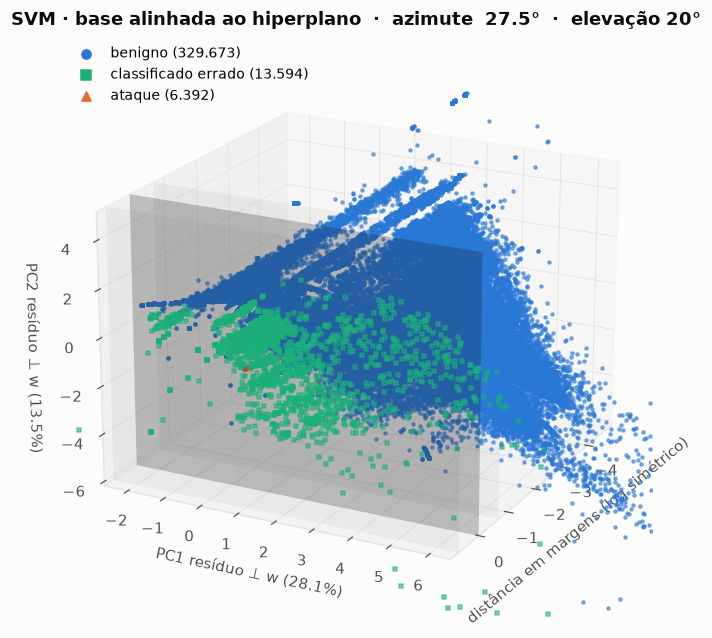 SVM · base alinhada ao hiperplano · azimute 27.5° · elevação 20°
benigno (329.673)
classificado errado (13.594)
ataque (6.392)
4
2
0
−2
−4
−6
PC2 resíduo ⊥ w (13.5%)
−2
−1
0
1
2
3
4
5
6
PC1 resíduo ⊥ w (28.1%)
−4
−3
−2
−1
0
distância em margens (log simétrico)